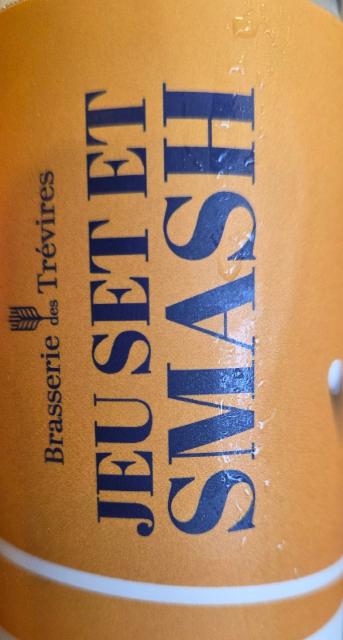 Brasserie des Trévires
JEU SET ET
SMASH